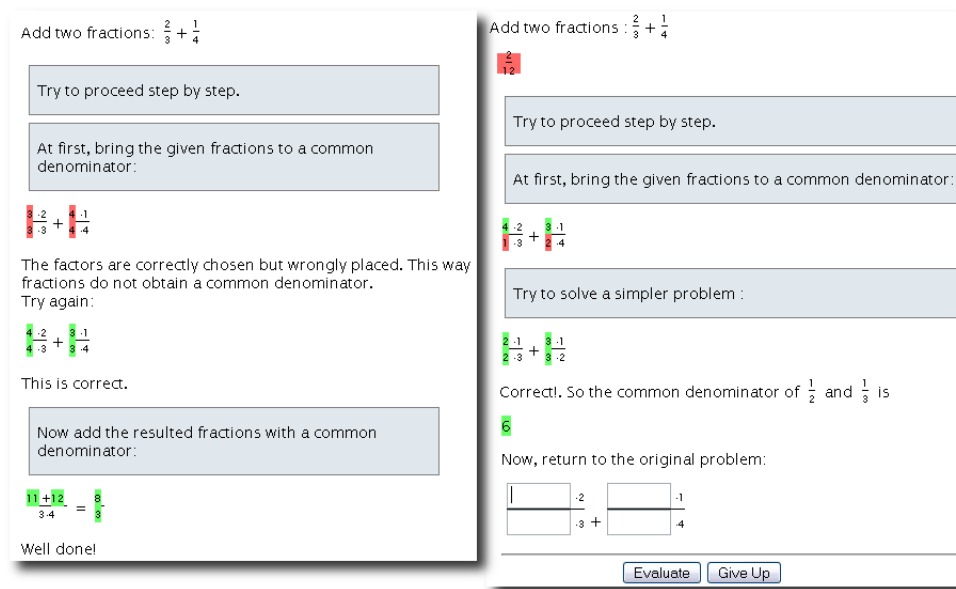 Add two fractions: 2/3 + 1/4
Try to proceed step by step.
At first, bring the given fractions to a common
denominator:
3·2/3·3 + 4·1/4·4
The factors are correctly chosen but wrongly placed. This way
fractions do not obtain a common denominator.
Try again:
4·2/4·3 + 3·1/3·4
This is correct.
Now add the resulted fractions with a common
denominator:
11+12/3·4 = 8/3
Well done!
Add two fractions : 2/3 + 1/4
2/12
Try to proceed step by step.
At first, bring the given fractions to a common denominator:
4·2/1·3 + 3·1/2·4
Try to solve a simpler problem :
2·1/2·3 + 3·1/3·2
Correct!. So the common denominator of 1/2 and 1/3 is
6
Now, return to the original problem:
·2/·3 + ·1/·4
Evaluate Give Up